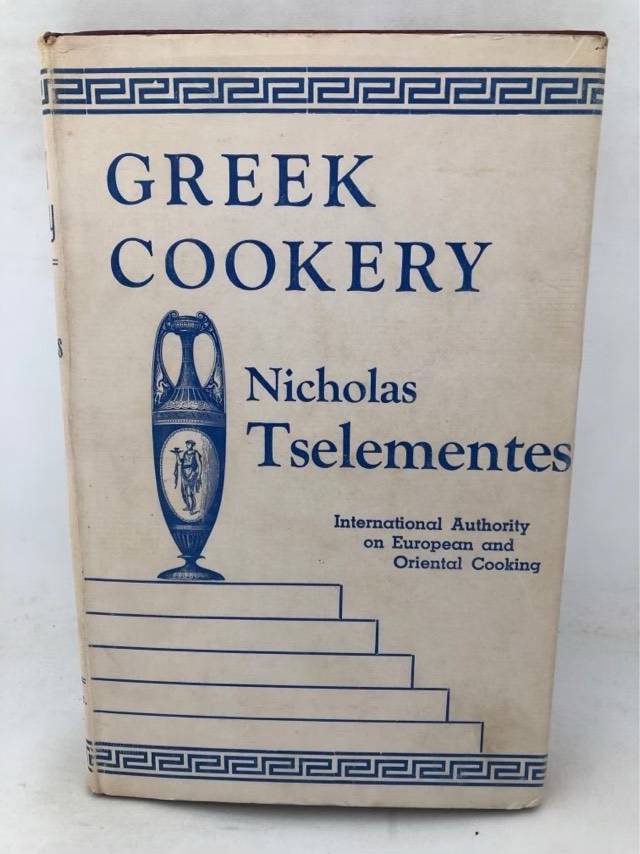 GREEK
COOKERY
Nicholas
Tselementes
International Authority
on European and
Oriental Cooking